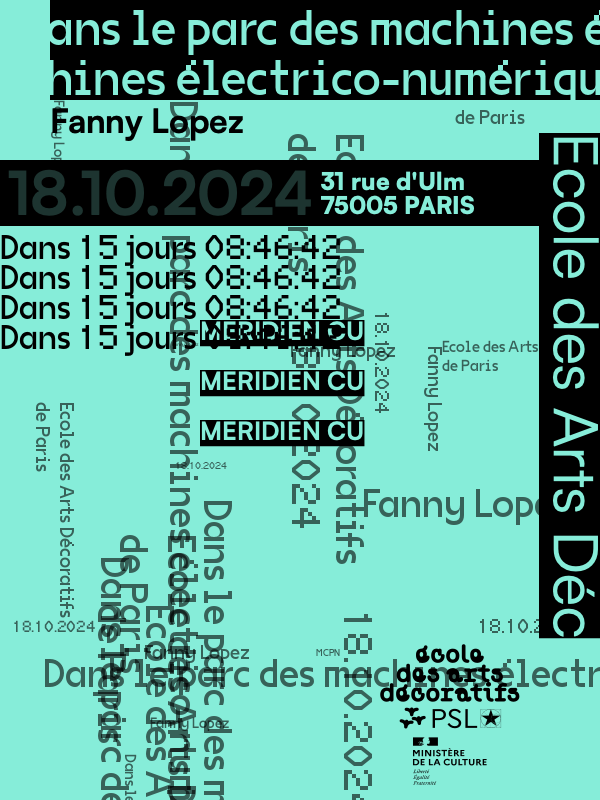 ans le parc des machines é
hines électrico-numériqu
Fanny Lopez
de Paris
18.10.2024
31 rue d'Ulm
75005 PARIS
Ecole des Arts Déc
Dans 15 jours 08:46:42
Dans 15 jours 08:46:42
Dans 15 jours 08:46:42
Dans 15 jours
MERIDIEN CU
MERIDIEN CU
MERIDIEN CU
Fanny Lopez
18.10.2024
Fanny Lopez
Ecole des Arts
de Paris
Ecole des Arts Décoratifs
de Paris
18.10.2024
Fanny Lope
18.10.2024
18.10.2
Fanny Lopez
MCPN
Dans le parc des machines électr
Fanny Lopez
Dans le parc des m
18.10.202
école
des arts
décoratifs
PSL
MINISTÈRE
DE LA CULTURE
Liberté
Égalité
Fraternité